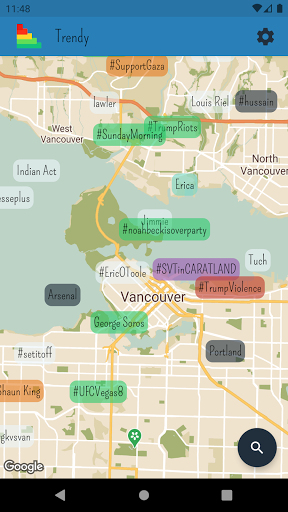 11:48
Trendy
#SupportGaza
lawler
Louis Riel
#hussain
#TrumpRiots
#SundayMorning
West
Vancouver
North
Vancouver
Indian Act
Erica
esseplus
Jimmie
#noahbeckisoverparty
Tuch
#EricOToole
#SVTinCARATLAND
#TrumpViolence
Arsenal
Vancouver
George Soros
#setitoff
Portland
Shaun King
#UFCVegas8
gkvsvan
Google